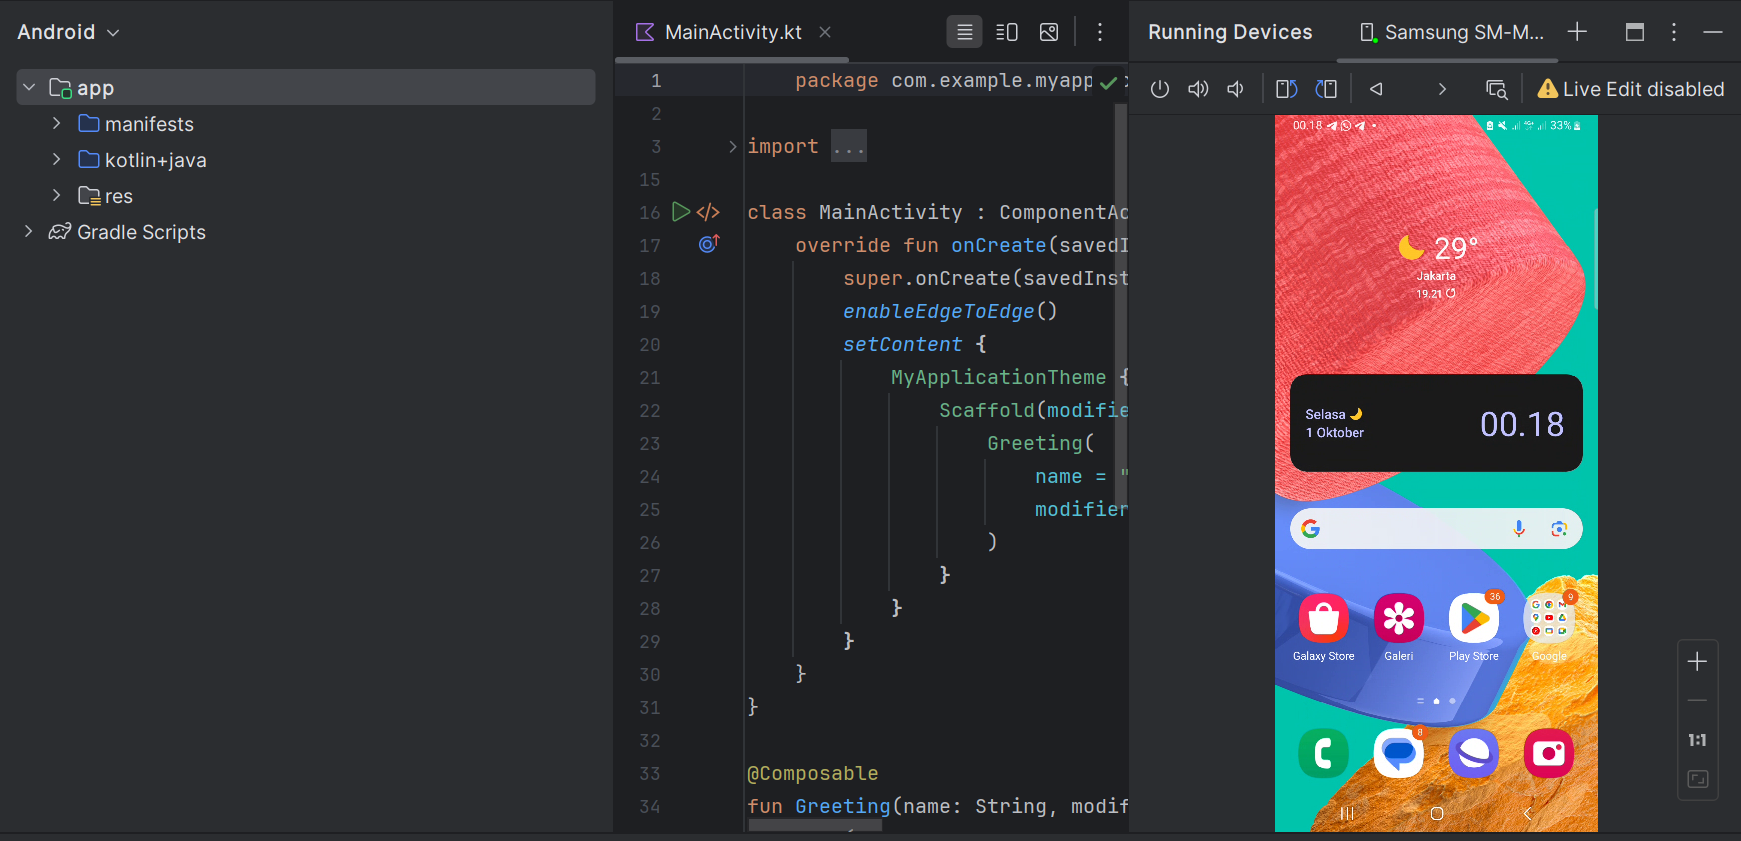 Android
app
manifests
kotlin+java
res
Gradle Scripts
MainActivity.kt
1 package com.example.myapp
2
3 import ...
15
16 class MainActivity : ComponentAc
17 override fun onCreate(savedI
18 super.onCreate(savedInst
19 enableEdgeToEdge()
20 setContent {
21 MyApplicationTheme {
22 Scaffold(modifie
23 Greeting(
24 name = "
25 modifier
26 )
27 }
28 }
29 }
30 }
31 }
32
33 @Composable
34 fun Greeting(name: String, modif
Running Devices
Samsung SM-M...
Live Edit disabled
00.18
33%
29°
Jakarta
19.21
Selasa
1 Oktober
00.18
36
9
Galaxy Store
Galeri
Play Store
Google
8
1:1